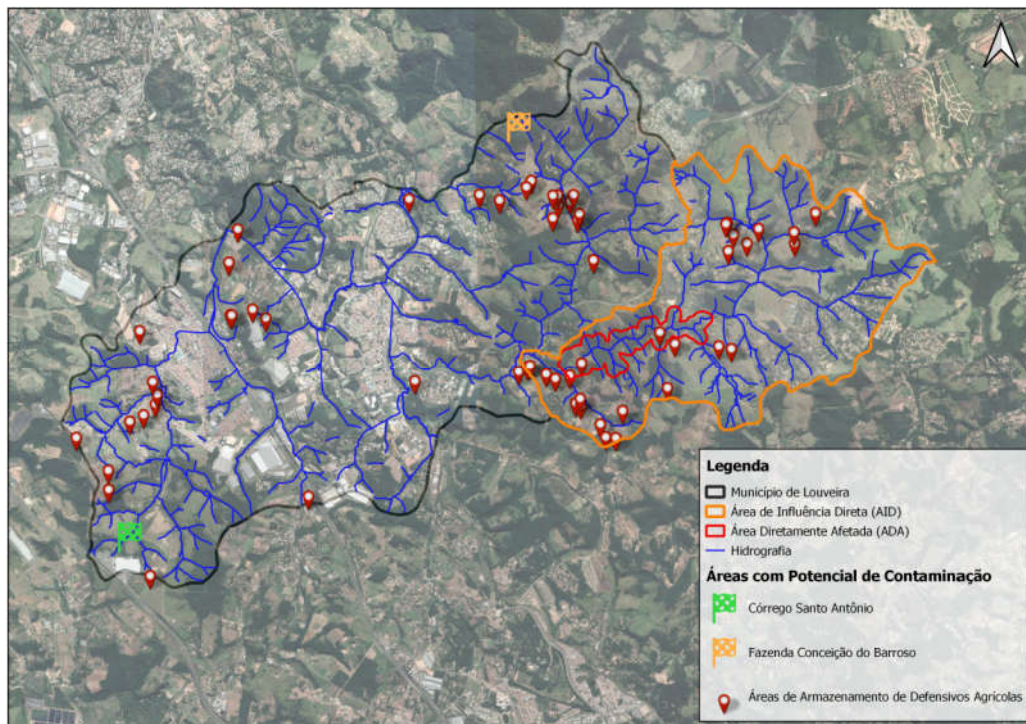 Legenda
Município de Louveira
Área de Influência Direta (AID)
Área Diretamente Afetada (ADA)
Hidrografia
Áreas com Potencial de Contaminação
Córrego Santo Antônio
Fazenda Conceição do Barroso
Áreas de Armazenamento de Defensivos Agrícolas